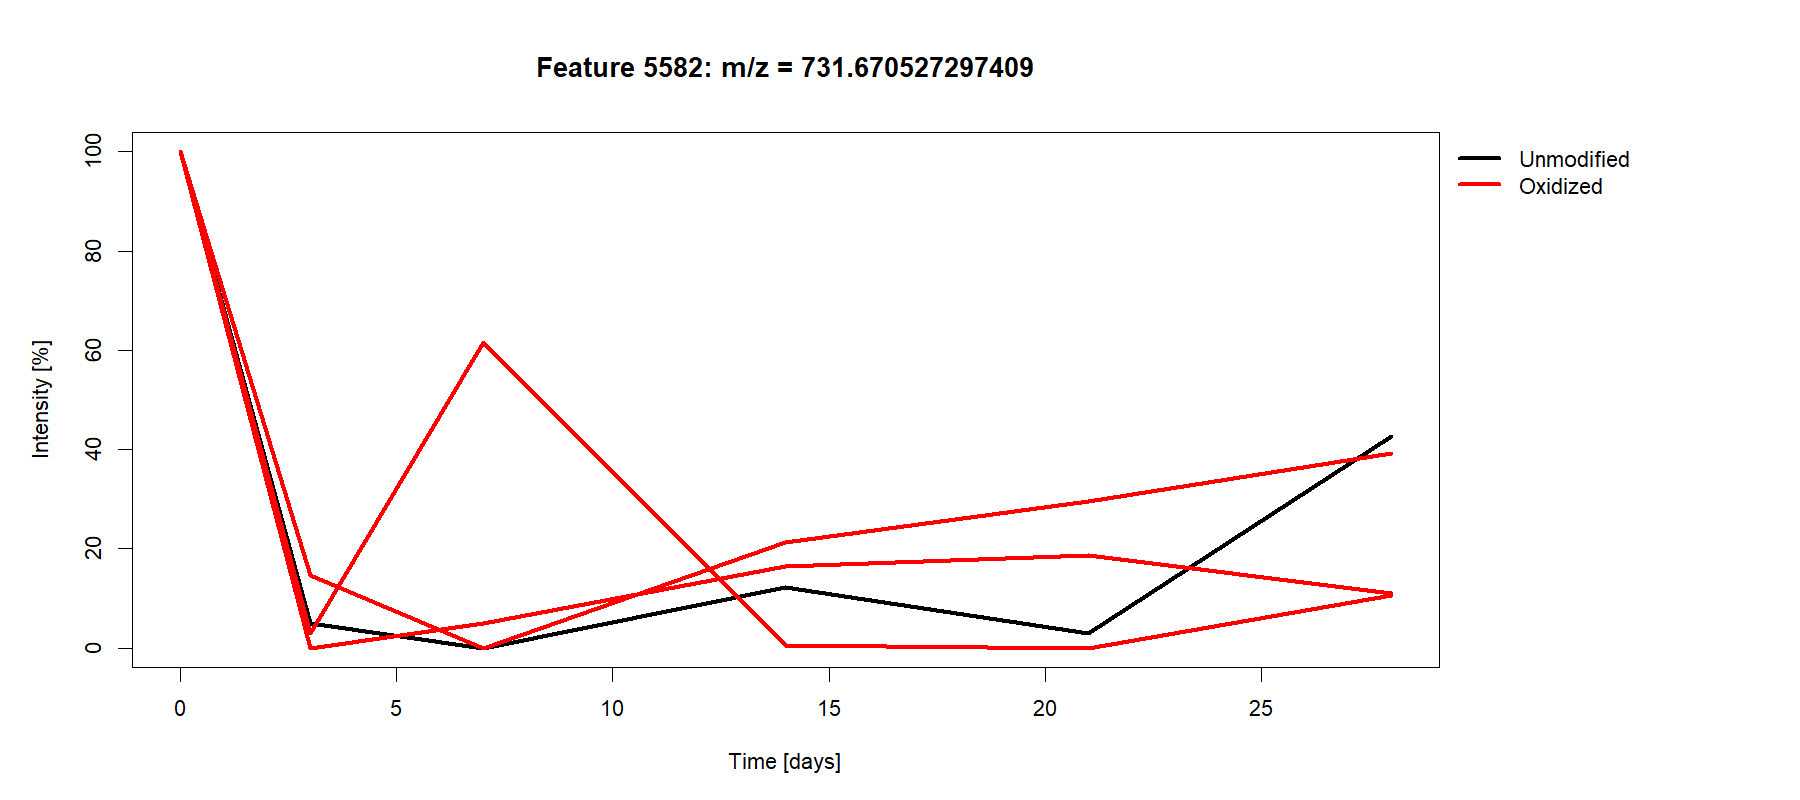 Feature 5582: m/z = 731.670527297409
Unmodified
Oxidized
Intensity [%]
100
80
60
40
20
0
0 5 10 15 20 25
Time [days]